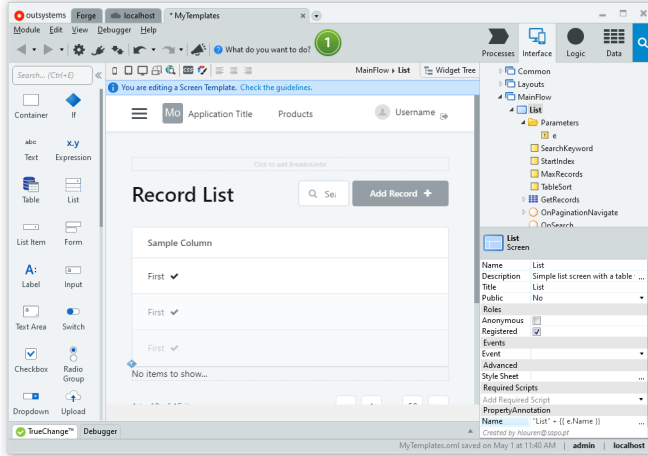 outsystems Forge localhost * MyTemplates
Module Edit View Debugger Help
What do you want to do? 1
Processes Interface Logic Data
Search... (Ctrl+E)
MainFlow List Widget Tree
You are editing a Screen Template. Check the guidelines.
Container If
abc x.y
Text Expression
Table List
List Item Form
A:
Label Input
Text Area Switch
Checkbox Radio Group
Dropdown Upload
Mo Application Title Products Username
Click to add Breadcrumbs
Record List Add Record +
Sample Column
First
First
First
No items to show...
Common
Layouts
MainFlow
List
Parameters
e
SearchKeyword
StartIndex
MaxRecords
TableSort
GetRecords
OnPaginationNavigate
OnSearch
List
Screen
Name List
Description Simple list screen with a table ...
Title List
Public No
Roles
Anonymous
Registered
Events
Event
Advanced
Style Sheet ...
Required Scripts
Add Required Script
PropertyAnnotation
Name "List" + {{ e.Name }} ...
Created by hlouren@sapo.pt
TrueChange™ Debugger
MyTemplates.oml saved on May 1 at 11:40 AM | admin | localhost